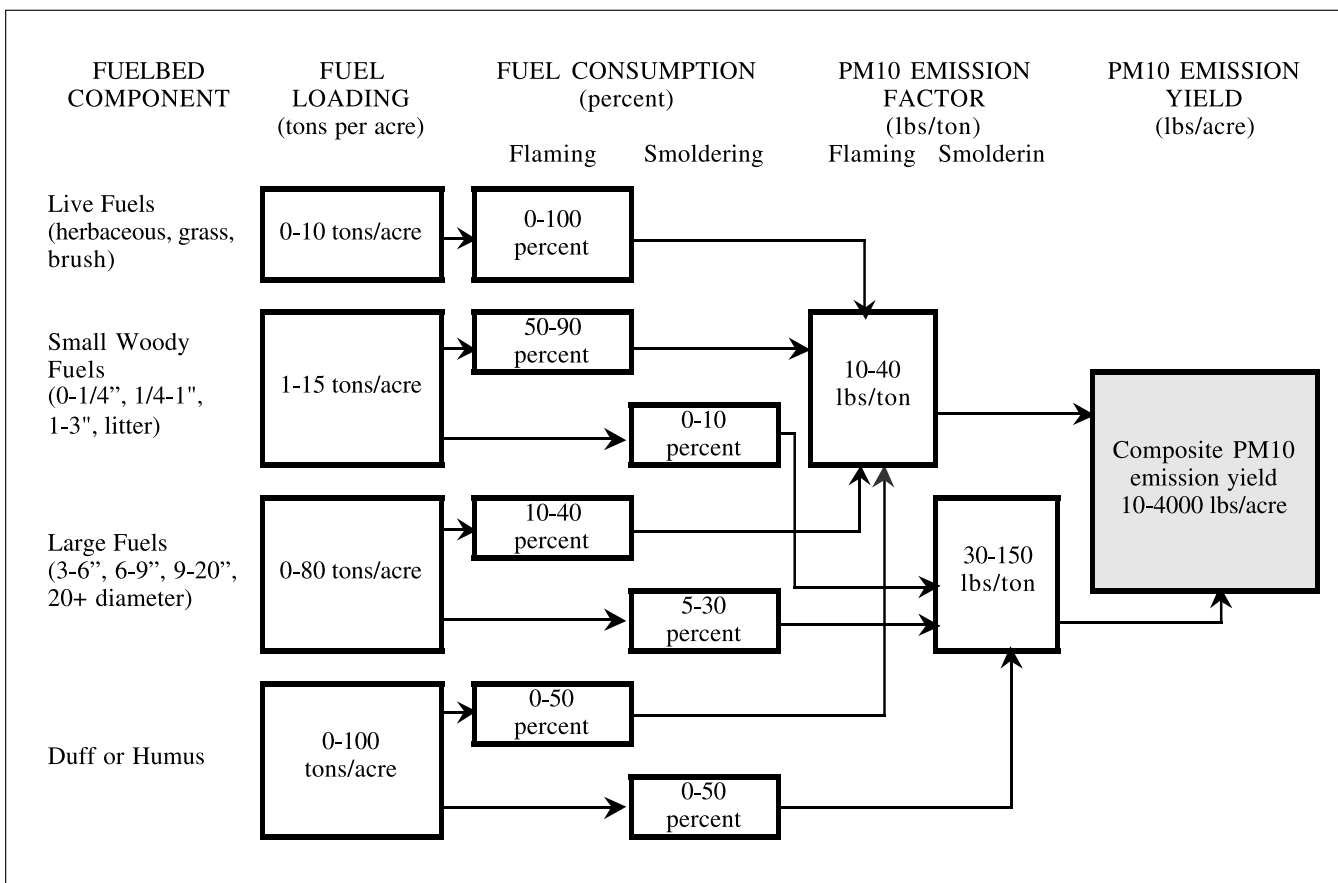 FUELBED
COMPONENT
FUEL
LOADING
(tons per acre)
FUEL CONSUMPTION
(percent)
Flaming
Smoldering
PM10 EMISSION
FACTOR
(lbs/ton)
Flaming
Smolderin
PM10 EMISSION
YIELD
(lbs/acre)
Live Fuels
(herbaceous, grass,
brush)
0-10 tons/acre
0-100
percent
Small Woody
Fuels
(0-1/4”, 1/4-1",
1-3", litter)
1-15 tons/acre
50-90
percent
0-10
percent
10-40
lbs/ton
Large Fuels
(3-6”, 6-9”, 9-20”,
20+ diameter)
0-80 tons/acre
10-40
percent
5-30
percent
30-150
lbs/ton
Composite PM10
emission yield
10-4000 lbs/acre
Duff or Humus
0-100
tons/acre
0-50
percent
0-50
percent